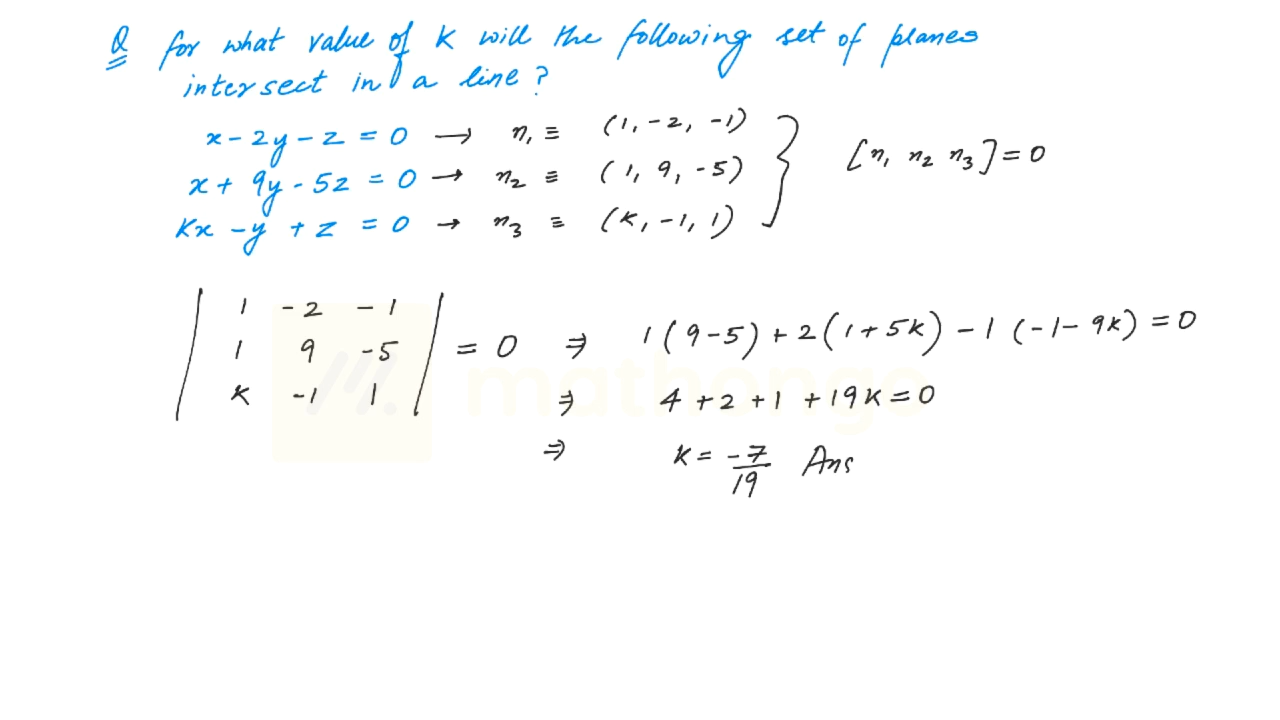 Q for what value of K will the following set of planes
intersect in a line?
x - 2y - z = 0 → n₁ ≡ (1, -2, -1)
x + 9y - 5z = 0 → n₂ ≡ (1, 9, -5) } [n₁ n₂ n₃] = 0
Kx - y + z = 0 → n₃ ≡ (K, -1, 1)
| 1 -2 -1 |
| 1 9 -5 | = 0 ⇒ 1(9-5) + 2(1+5K) - 1(-1-9K) = 0
| K -1 1 | ⇒ 4 + 2 + 1 + 19K = 0
⇒ K = -7/19 Ans
mathongo